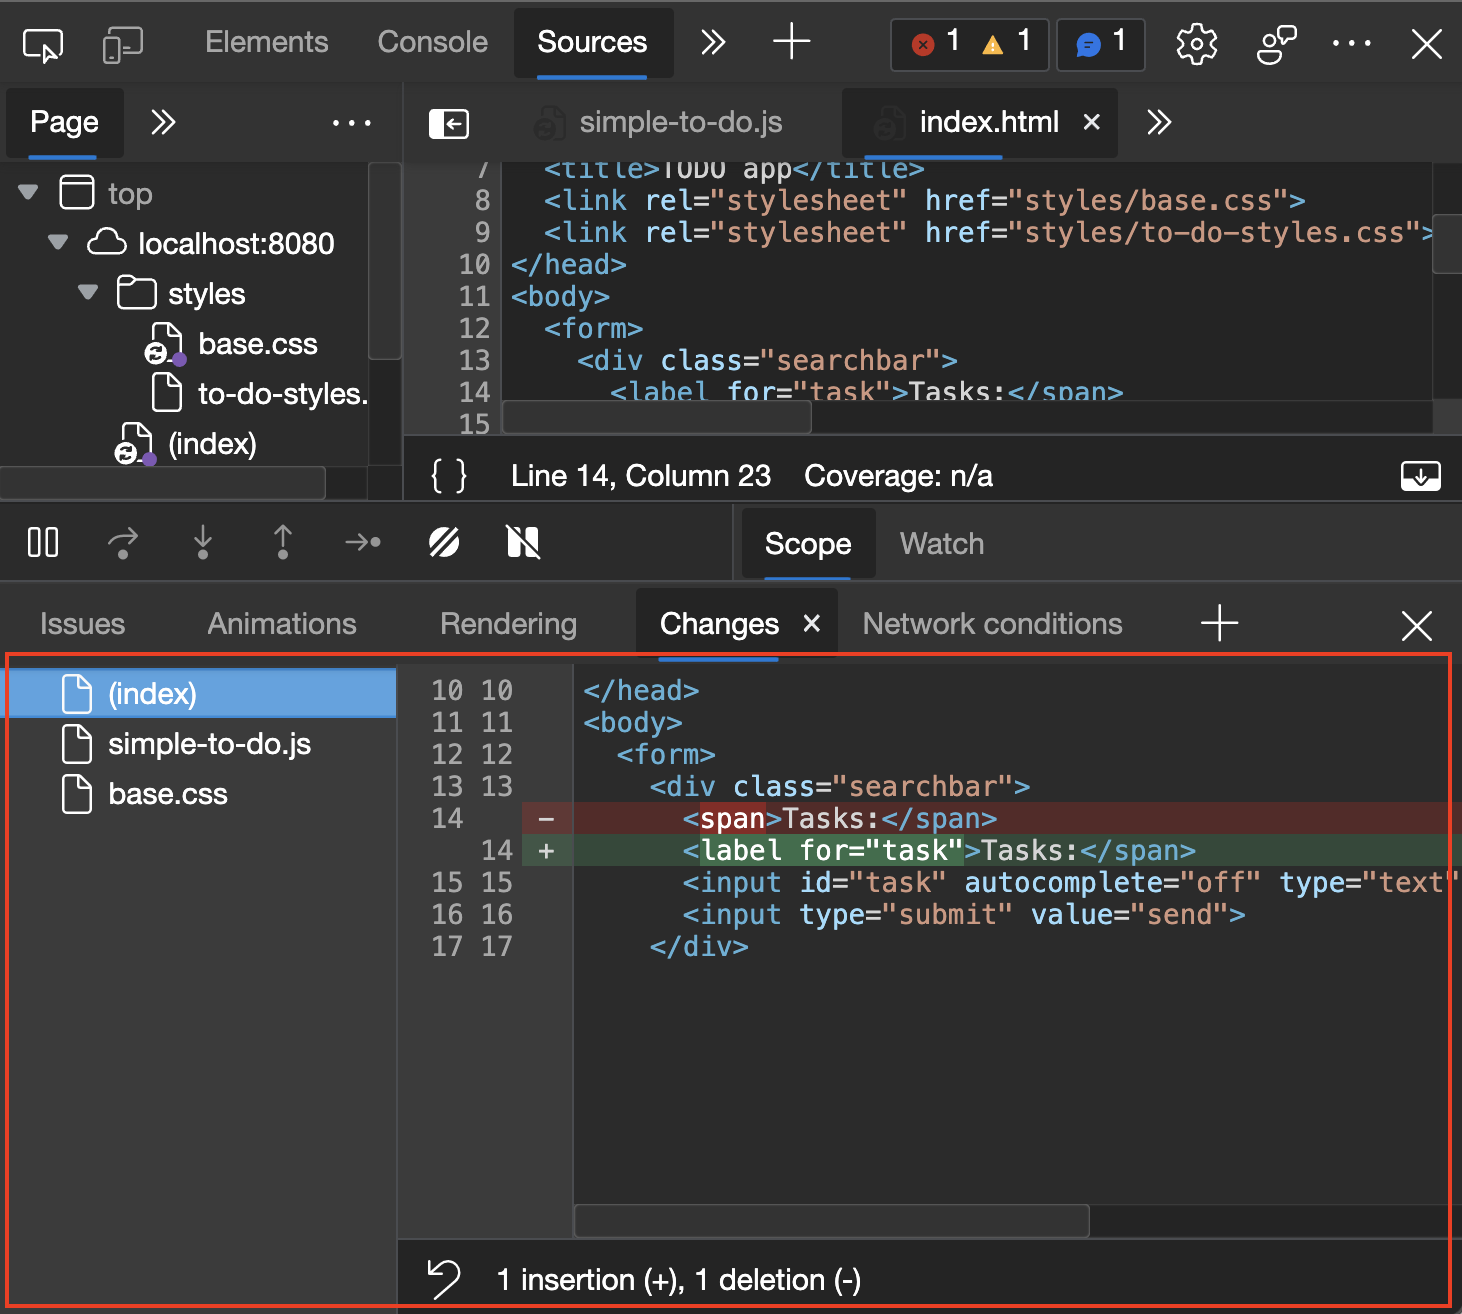 Elements Console Sources 1 1 1
Page simple-to-do.js index.html
top
localhost:8080
styles
base.css
to-do-styles.
(index)
7 <title>TODO app</title>
8 <link rel="stylesheet" href="styles/base.css">
9 <link rel="stylesheet" href="styles/to-do-styles.css">
10 </head>
11 <body>
12 <form>
13 <div class="searchbar">
14 <label for="task">Tasks:</span>
15
{ } Line 14, Column 23 Coverage: n/a
Scope Watch
Issues Animations Rendering Changes Network conditions
(index)
simple-to-do.js
base.css
10 10 </head>
11 11 <body>
12 12 <form>
13 13 <div class="searchbar">
14 - <span>Tasks:</span>
14 + <label for="task">Tasks:</span>
15 15 <input id="task" autocomplete="off" type="text"
16 16 <input type="submit" value="send">
17 17 </div>
1 insertion (+), 1 deletion (-)